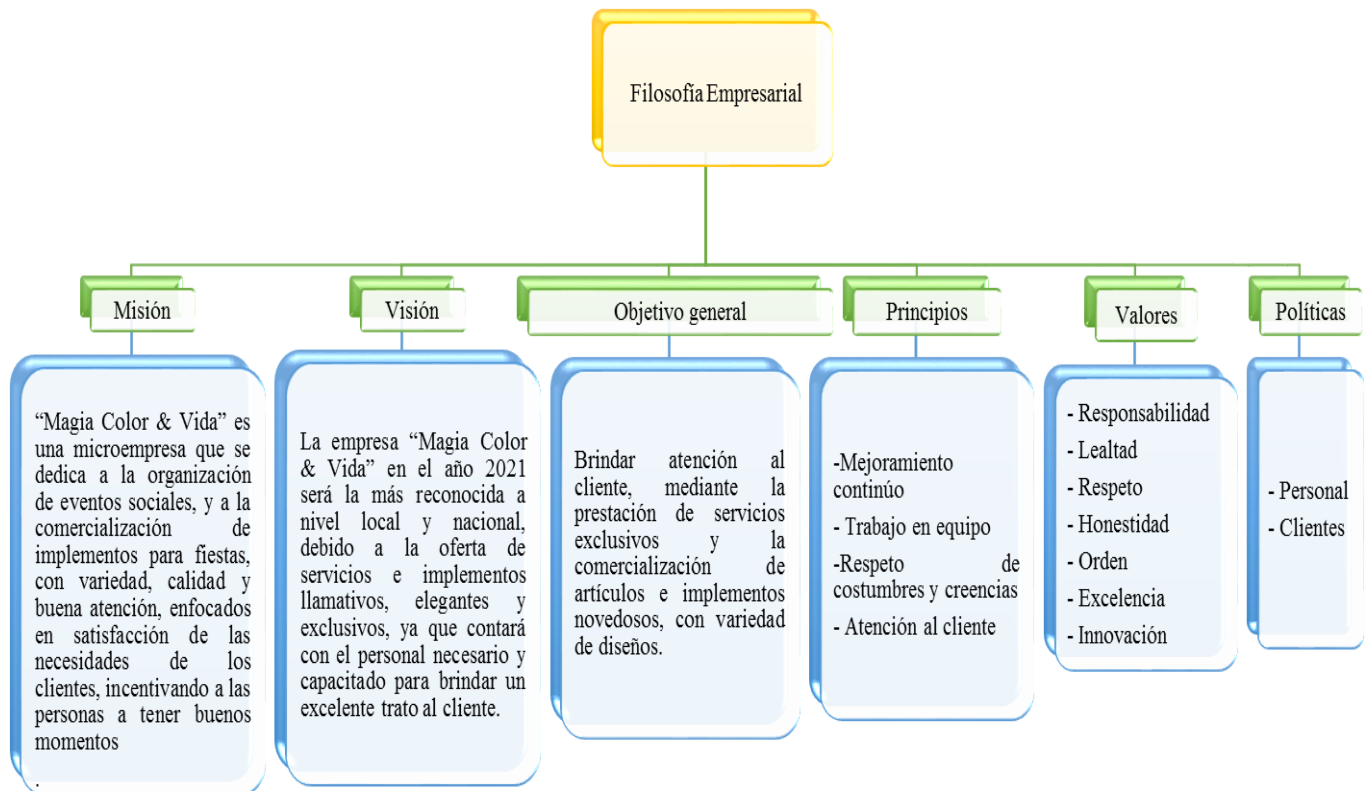 Filosofía Empresarial
Misión
“Magia Color & Vida” es
una microempresa que se
dedica a la organización
de eventos sociales, y a la
comercialización de
implementos para fiestas,
con variedad, calidad y
buena atención, enfocados
en satisfacción de las
necesidades de los
clientes, incentivando a las
personas a tener buenos
momentos
.
Visión
La empresa “Magia Color
& Vida” en el año 2021
será la más reconocida a
nivel local y nacional,
debido a la oferta de
servicios e implementos
llamativos, elegantes y
exclusivos, ya que contará
con el personal necesario y
capacitado para brindar un
excelente trato al cliente.
Objetivo general
Brindar atención al
cliente, mediante la
prestación de servicios
exclusivos y la
comercialización de
artículos e implementos
novedosos, con variedad
de diseños.
Principios
-Mejoramiento
continúo
- Trabajo en equipo
-Respeto de
costumbres y creencias
- Atención al cliente
Valores
- Responsabilidad
- Lealtad
- Respeto
- Honestidad
- Orden
- Excelencia
- Innovación
Políticas
- Personal
- Clientes